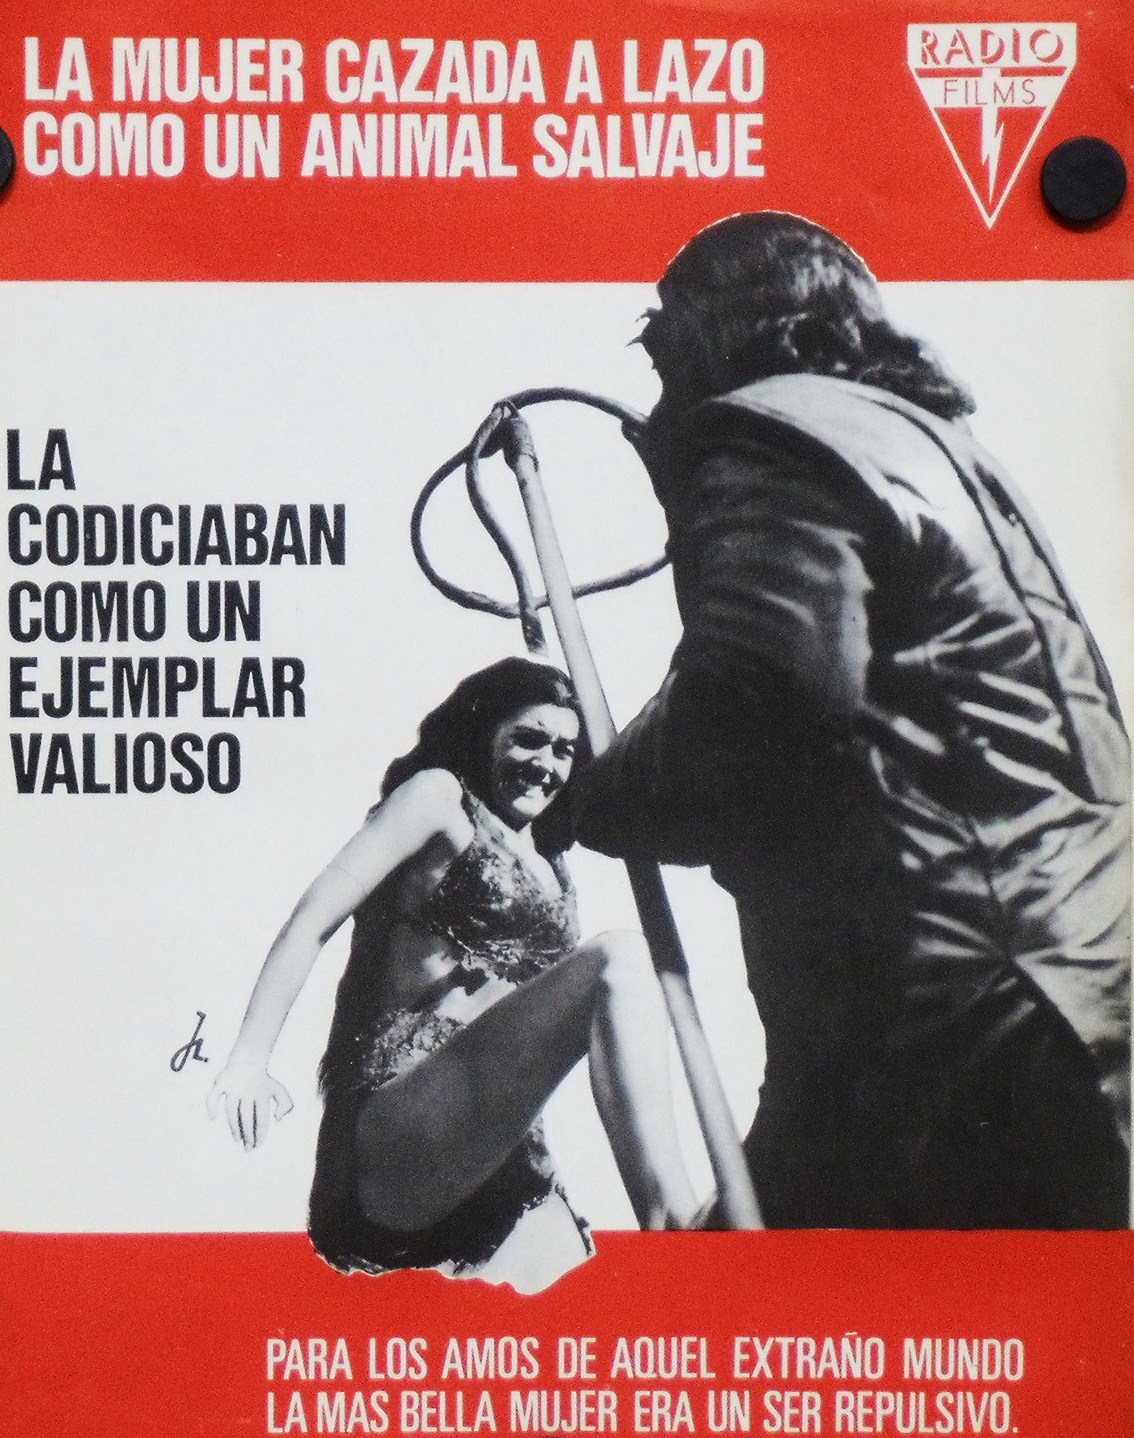 LA MUJER CAZADA A LAZO
COMO UN ANIMAL SALVAJE
RADIO
FILMS
LA
CODICIABAN
COMO UN
EJEMPLAR
VALIOSO
PARA LOS AMOS DE AQUEL EXTRAÑO MUNDO
LA MAS BELLA MUJER ERA UN SER REPULSIVO.